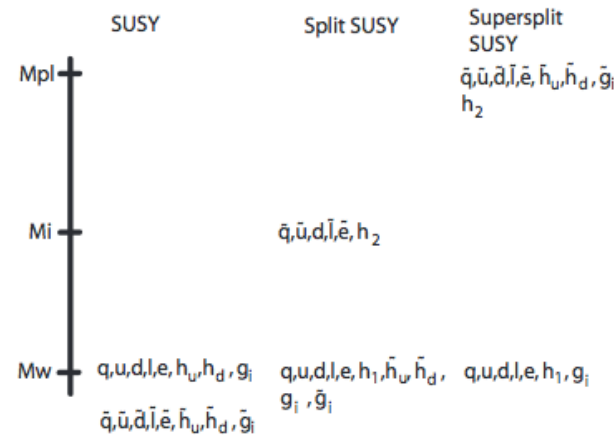 SUSY Split SUSY Supersplit
SUSY
Mpl q̃,ũ,d̃,l̃,ẽ, h̃u,h̃d , g̃i
h2
Mi q̃,ũ,d,l̃,ẽ, h2
Mw q,u,d,l,e, hu,hd , gi q,u,d,l,e, h1,h̃u,h̃d, q,u,d,l,e, h1, gi
gi , g̃i
q̃,ũ,d̃,l̃,ẽ, h̃u,h̃d , g̃i